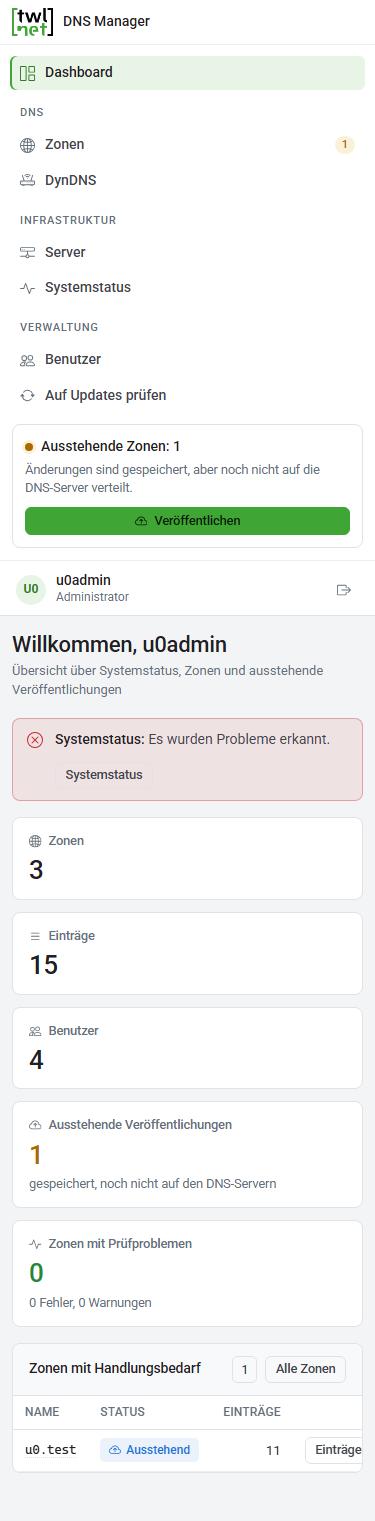 [twl net] DNS Manager
Dashboard
DNS
Zonen 1
DynDNS
INFRASTRUKTUR
Server
Systemstatus
VERWALTUNG
Benutzer
Auf Updates prüfen
Ausstehende Zonen: 1
Änderungen sind gespeichert, aber noch nicht auf die
DNS-Server verteilt.
Veröffentlichen
U0 u0admin
Administrator
Willkommen, u0admin
Übersicht über Systemstatus, Zonen und ausstehende
Veröffentlichungen
Systemstatus: Es wurden Probleme erkannt.
Systemstatus
Zonen
3
Einträge
15
Benutzer
4
Ausstehende Veröffentlichungen
1
gespeichert, noch nicht auf den DNS-Servern
Zonen mit Prüfproblemen
0
0 Fehler, 0 Warnungen
Zonen mit Handlungsbedarf 1 Alle Zonen
NAME STATUS EINTRÄGE
u0.test Ausstehend 11 Einträge